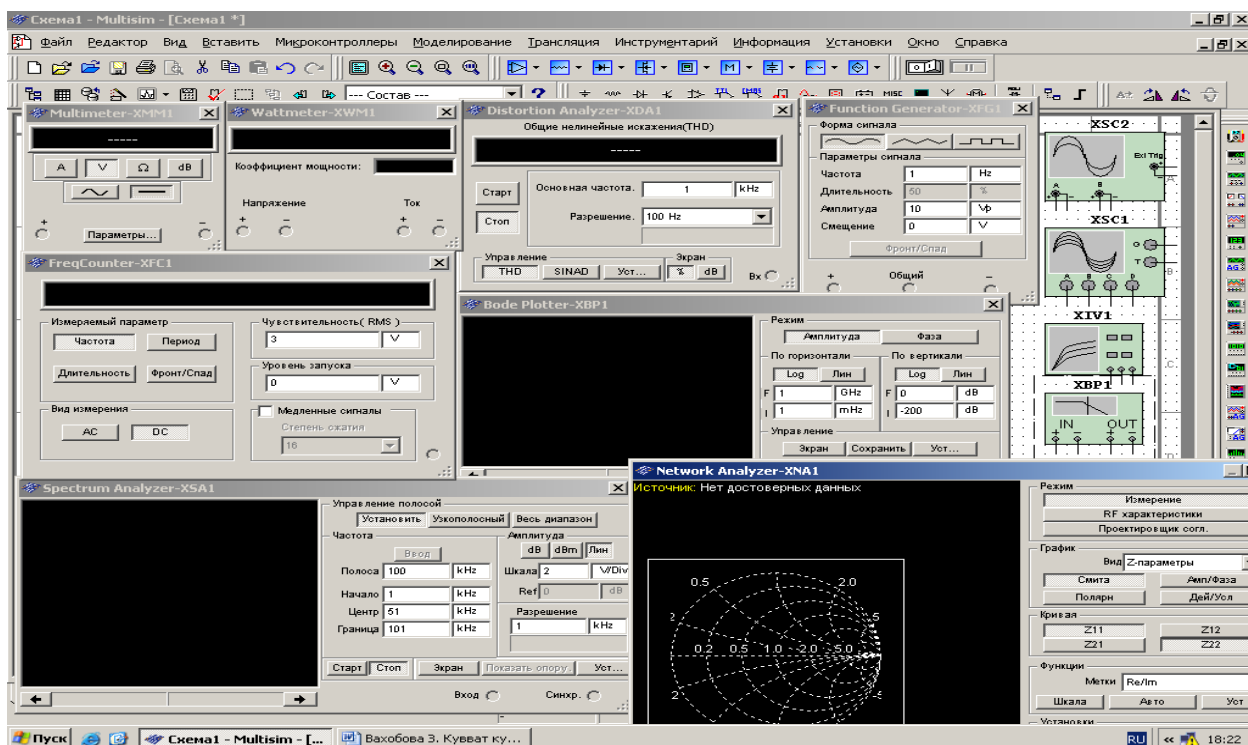 Схема1 - Multisim - [Схема1 *]
Файл Редактор Вид Вставить Микроконтроллеры Моделирование Трансляция Инструментарий Информация Установки Окно Справка
--- Состав ---
Multimeter-XMM1
-----
A V Ω dB
+ −
Параметры...
Wattmeter-XWM1
Коэффициент мощности:
Напряжение Ток
+ − + −
Distortion Analyzer-XDA1
Общие нелинейные искажения(THD)
-----
Старт
Стоп
Основная частота. 1 kHz
Разрешение. 100 Hz
Управление
THD SINAD Уст...
Экран
% dB
Вх
Function Generator-XFG1
Форма сигнала
Параметры сигнала
Частота 1 Hz
Длительность 50 %
Амплитуда 10 Vp
Смещение 0 V
Фронт/Спад
+ Общий −
XSC2
Ext Trig
A B
XSC1
G
T
A B C D
XIV1
XBP1
IN OUT
FreqCounter-XFC1
Измеряемый параметр
Частота Период
Длительность Фронт/Спад
Вид измерения
AC DC
Чувствительность( RMS )
3 V
Уровень запуска
0 V
Медленные сигналы
Степень сжатия
16
Bode Plotter-XBP1
Режим
Амплитуда Фаза
По горизонтали
Log Лин
F 1 GHz
I 1 mHz
По вертикали
Log Лин
F 0 dB
I -200 dB
Управление
Экран Сохранить Уст...
Spectrum Analyzer-XSA1
Управление полосой
Установить Узкополосный Весь диапазон
Частота
Ввод
Полоса 100 kHz
Начало 1 kHz
Центр 51 kHz
Граница 101 kHz
Амплитуда
dB dBm Лин
Шкала 2 V/Div
Ref 0 dB
Разрешение
1 kHz
Старт Стоп Экран Показать опору. Уст...
Вход Синхр.
Network Analyzer-XNA1
Источник: Нет достоверных данных
0.5 2.0
0.2 0.5 1.0 -2.0 -5.0
Режим
Измерение
RF характеристики
Проектировщик согл.
График
Вид Z-параметры
Смита Амп/Фаза
Полярн Дей/Усл
Кривая
Z11 Z12
Z21 Z22
Функции
Метки Re/Im
Шкала Авто Уст
Установки
Пуск Схема1 - Multisim - [... Вахобова З. Кувват ку... RU 18:22